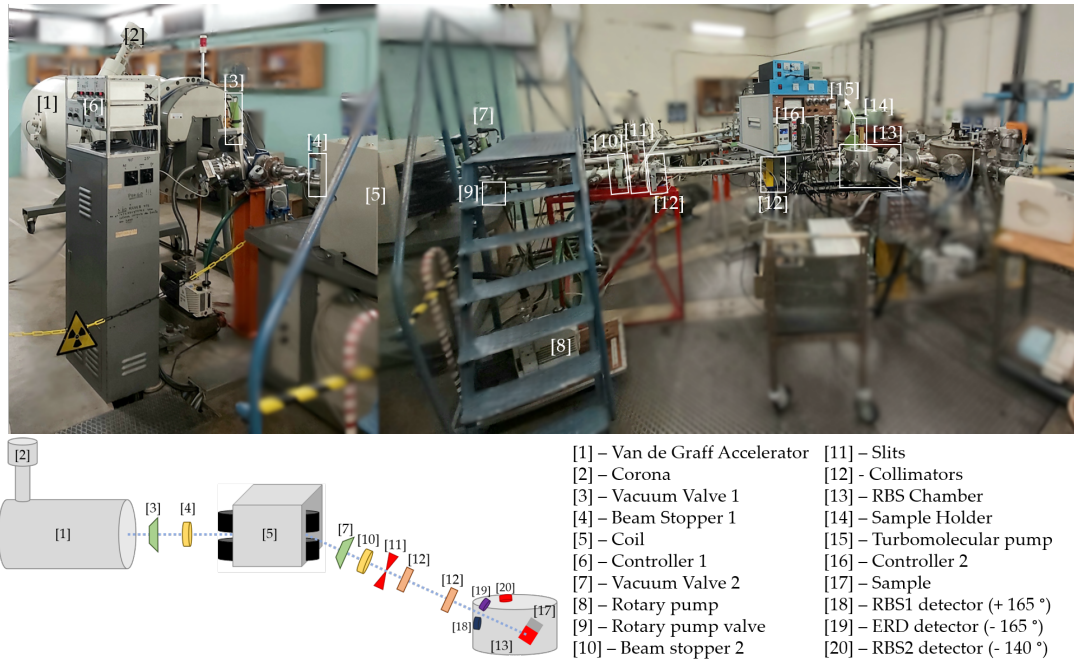 [2]
[1]
[6]
[3]
[4]
[5]
[7]
[9]
[8]
[10]
[11]
[12]
[12]
[16]
[15]
[14]
[13]
[2]
[1]
[3]
[4]
[5]
[7]
[10]
[11]
[12]
[12]
[19]
[20]
[18]
[17]
[13]
[1] – Van de Graff Accelerator
[2] – Corona
[3] – Vacuum Valve 1
[4] – Beam Stopper 1
[5] – Coil
[6] – Controller 1
[7] – Vacuum Valve 2
[8] – Rotary pump
[9] – Rotary pump valve
[10] – Beam stopper 2
[11] – Slits
[12] - Collimators
[13] – RBS Chamber
[14] – Sample Holder
[15] – Turbomolecular pump
[16] – Controller 2
[17] – Sample
[18] – RBS1 detector (+ 165 °)
[19] – ERD detector (- 165 °)
[20] – RBS2 detector (- 140 °)